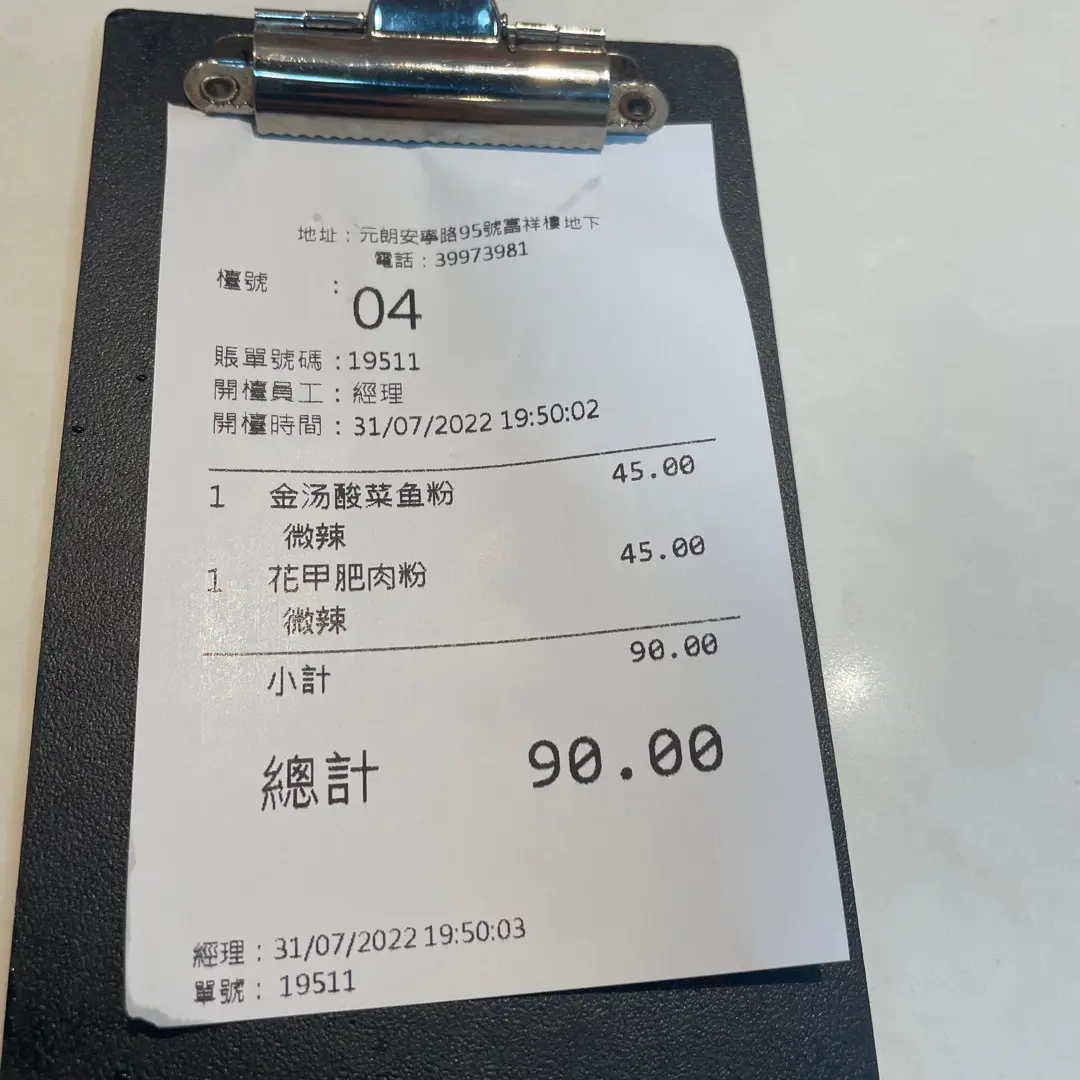 地址：元朗安寧路95號富祥樓地下
電話：39973981
檯號 ：04
賬單號碼：19511
開檯員工：經理
開檯時間：31/07/2022 19:50:02
1 金汤酸菜鱼粉 45.00
微辣
1 花甲肥肉粉 45.00
微辣
小計 90.00
總計 90.00
經理：31/07/2022 19:50:03
單號： 19511